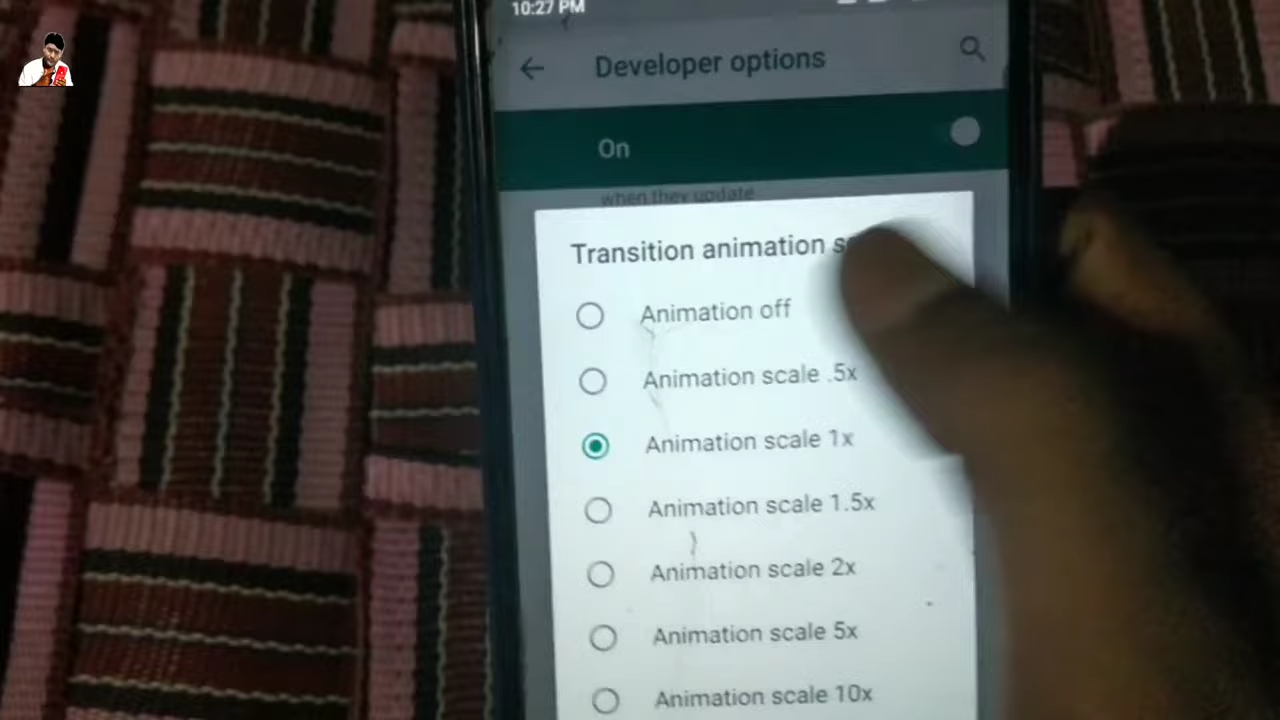 10:27 PM
Developer options
On
when they update
Transition animation
Animation off
Animation scale .5x
Animation scale 1x
Animation scale 1.5x
Animation scale 2x
Animation scale 5x
Animation scale 10x